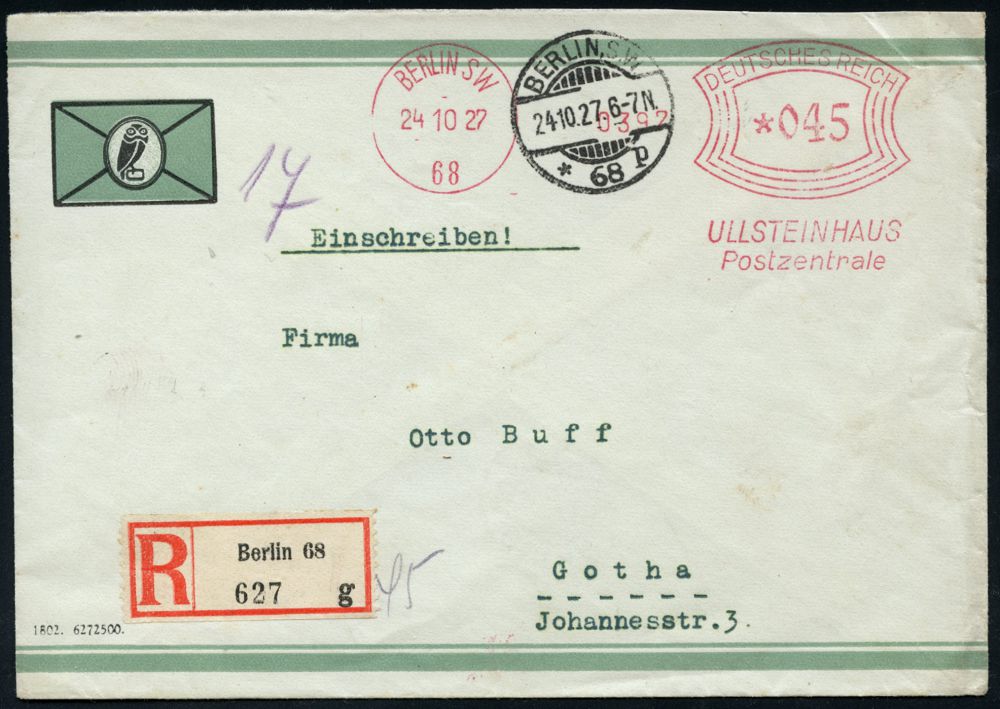 BERLIN SW
24 10 27
68
BERLIN, S.W.
24.10.27. 6-7N.
* 68 p
0397
DEUTSCHES REICH
*045
ULLSTEINHAUS
Postzentrale
17
Einschreiben!
Firma
Otto Buff
R
Berlin 68
627 g
45
Gotha
Johannesstr.3.
1802. 6272500.